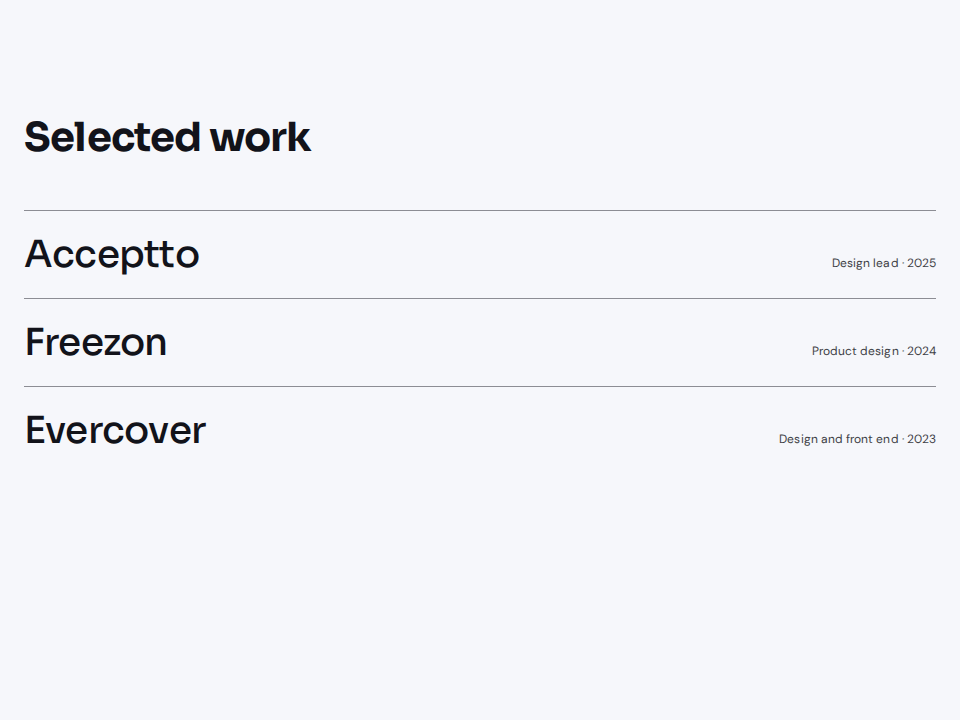 Selected work
Acceptto
Design lead · 2025
Freezon
Product design · 2024
Evercover
Design and front end · 2023